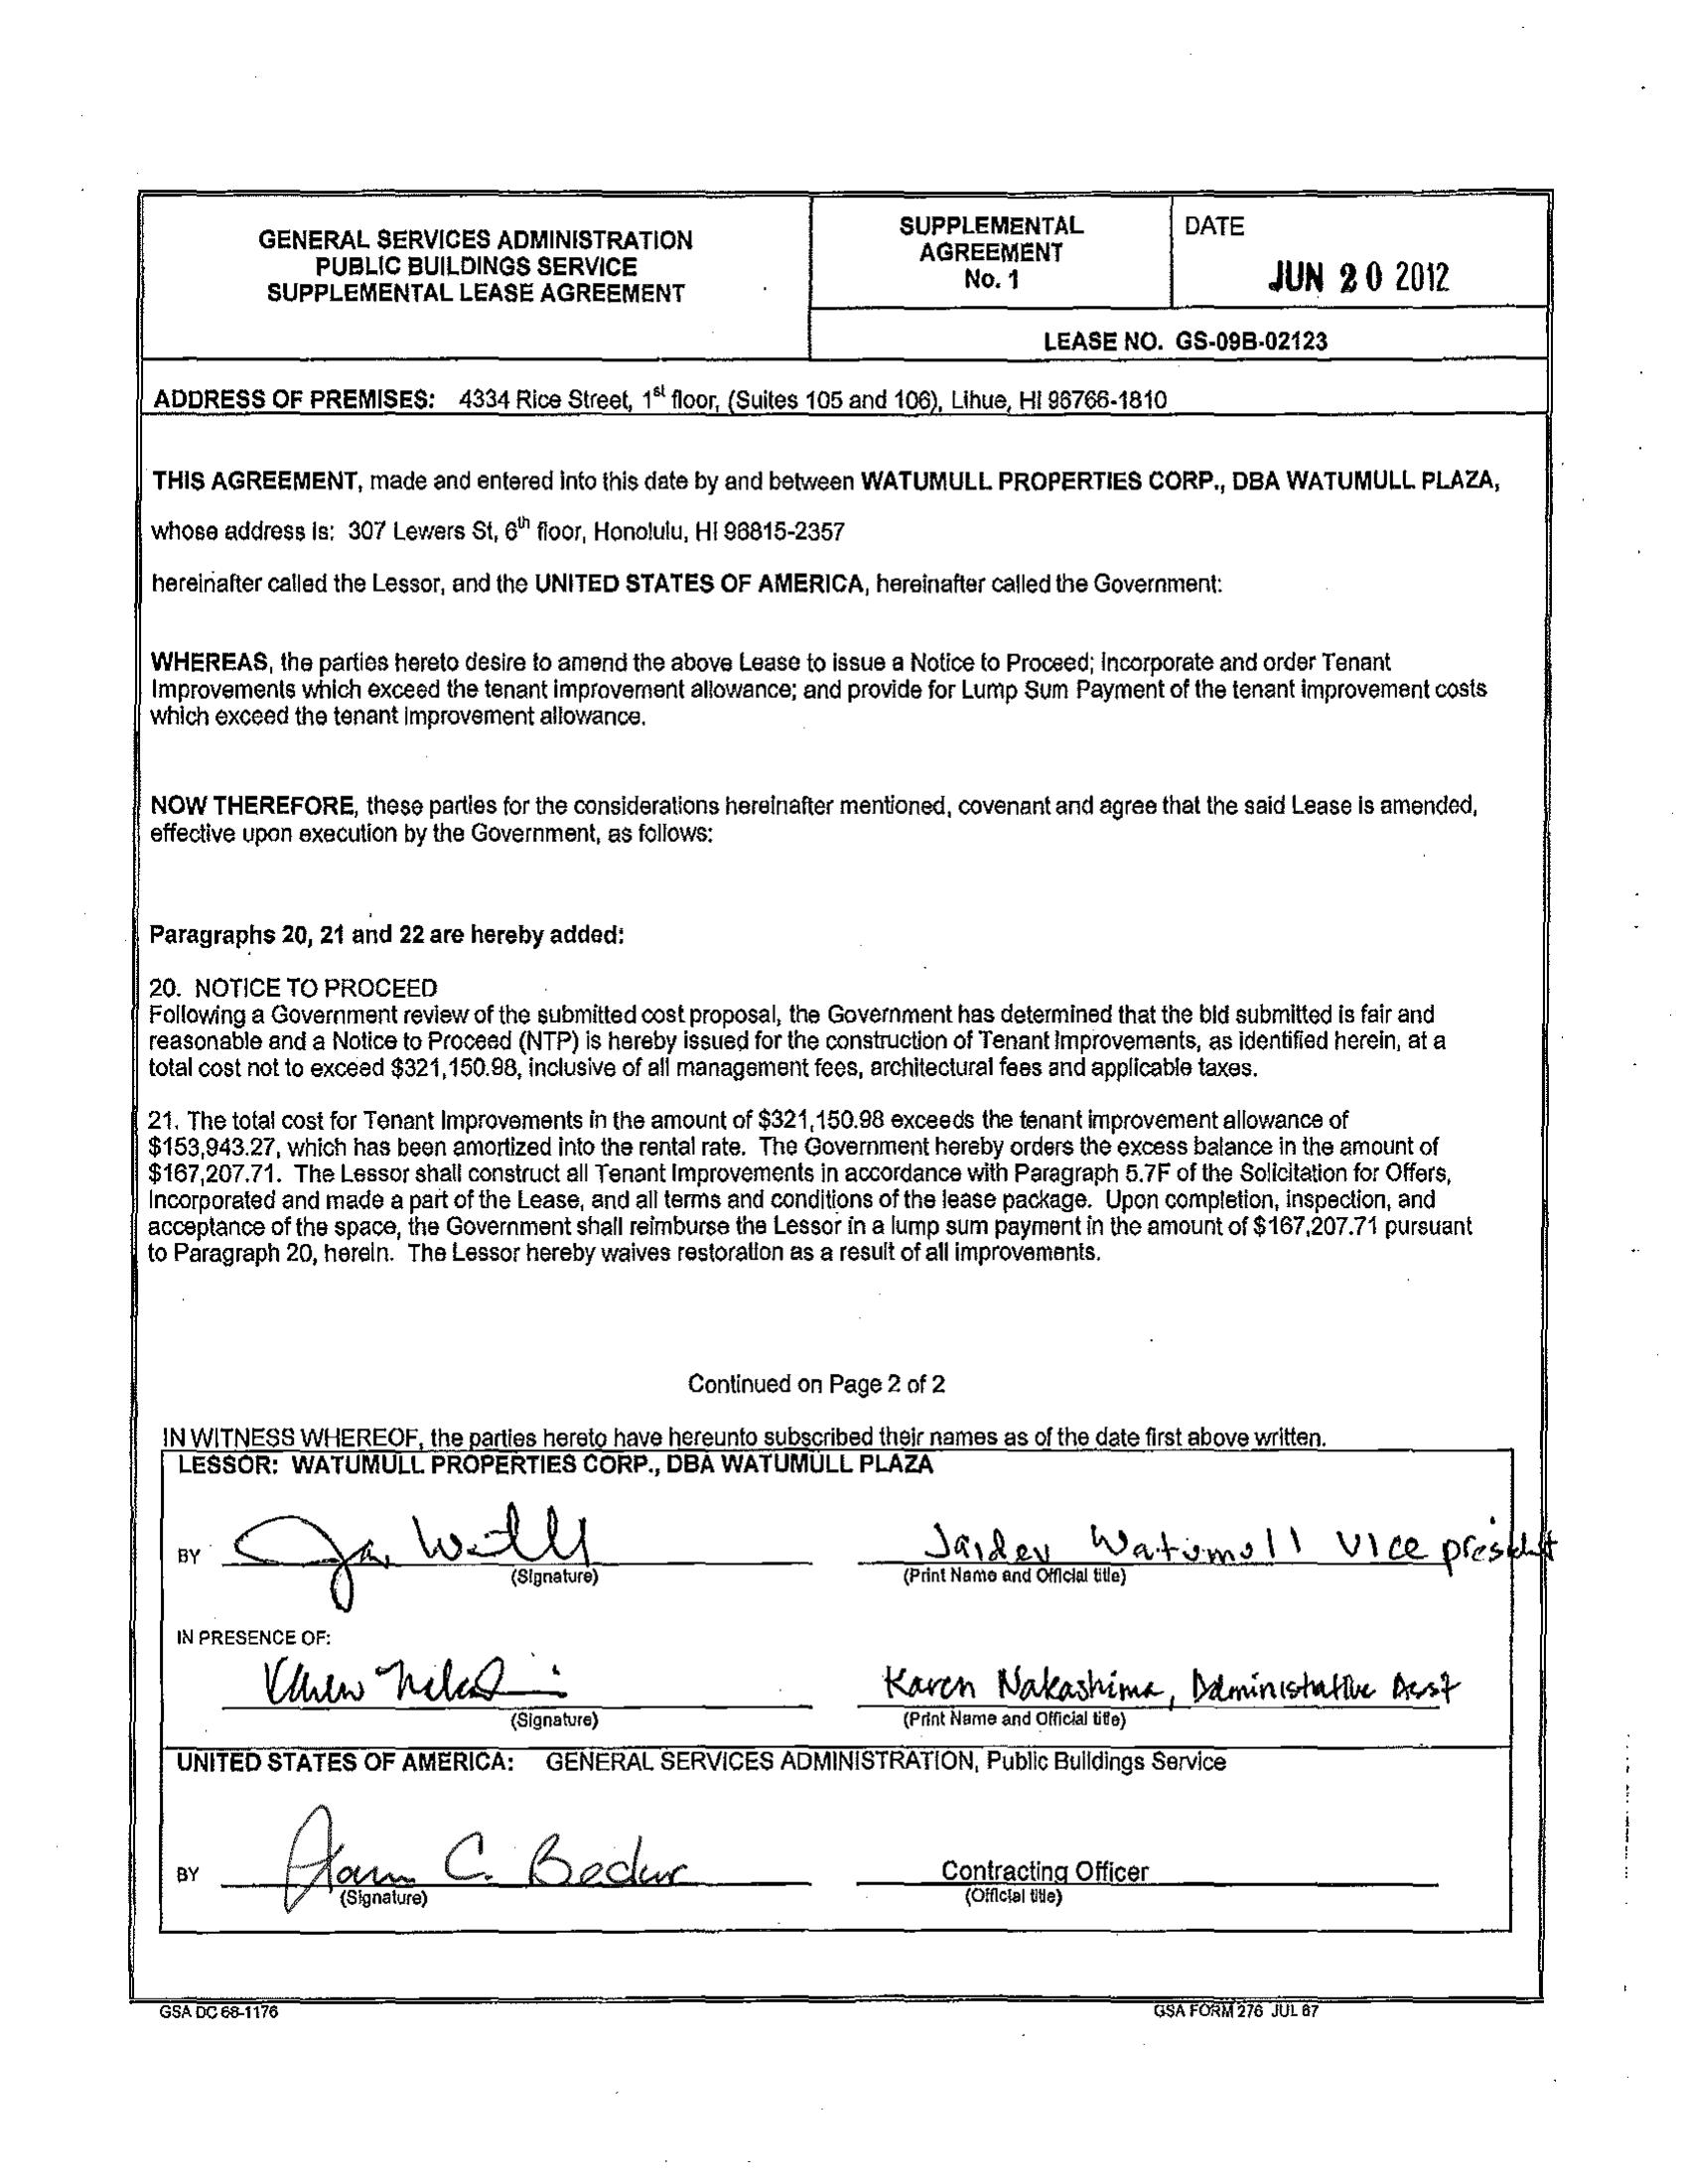 GENERAL SERVICES ADMINISTRATION
PUBLIC BUILDINGS SERVICE
SUPPLEMENTAL LEASE AGREEMENT
SUPPLEMENTAL
AGREEMENT
No. 1
DATE
JUN 20 2012
LEASE NO. GS-09B-02123
ADDRESS OF PREMISES: 4334 Rice Street, 1st floor, (Suites 105 and 106), Lihue, HI 96766-1810
THIS AGREEMENT, made and entered into this date by and between WATUMULL PROPERTIES CORP., DBA WATUMULL PLAZA,
whose address is: 307 Lewers St, 6th floor, Honolulu, HI 96815-2357
hereinafter called the Lessor, and the UNITED STATES OF AMERICA, hereinafter called the Government:
WHEREAS, the parties hereto desire to amend the above Lease to issue a Notice to Proceed; incorporate and order Tenant
Improvements which exceed the tenant improvement allowance; and provide for Lump Sum Payment of the tenant improvement costs
which exceed the tenant improvement allowance.
NOW THEREFORE, these parties for the considerations hereinafter mentioned, covenant and agree that the said Lease is amended,
effective upon execution by the Government, as follows:
Paragraphs 20, 21 and 22 are hereby added:
20. NOTICE TO PROCEED
Following a Government review of the submitted cost proposal, the Government has determined that the bid submitted is fair and
reasonable and a Notice to Proceed (NTP) is hereby issued for the construction of Tenant Improvements, as identified herein, at a
total cost not to exceed $321,150.98, inclusive of all management fees, architectural fees and applicable taxes.
21. The total cost for Tenant Improvements in the amount of $321,150.98 exceeds the tenant improvement allowance of
$153,943.27, which has been amortized into the rental rate. The Government hereby orders the excess balance in the amount of
$167,207.71. The Lessor shall construct all Tenant Improvements in accordance with Paragraph 5.7F of the Solicitation for Offers,
Incorporated and made a part of the Lease, and all terms and conditions of the lease package. Upon completion, inspection, and
acceptance of the space, the Government shall reimburse the Lessor in a lump sum payment in the amount of $167,207.71 pursuant
to Paragraph 20, herein. The Lessor hereby waives restoration as a result of all improvements.
Continued on Page 2 of 2
IN WITNESS WHEREOF, the parties hereto have hereunto subscribed their names as of the date first above written.
LESSOR: WATUMULL PROPERTIES CORP., DBA WATUMULL PLAZA
BY
Jaidev Watumull Vice president
(Signature)
(Print Name and Official title)
IN PRESENCE OF:
Karen Nakashima, Administrative Asst
(Signature)
(Print Name and Official title)
UNITED STATES OF AMERICA: GENERAL SERVICES ADMINISTRATION, Public Buildings Service
BY
C.
Contracting Officer
(Signature)
(Official title)
GSA DC 68-1176
GSA FORM 276 JUL 67